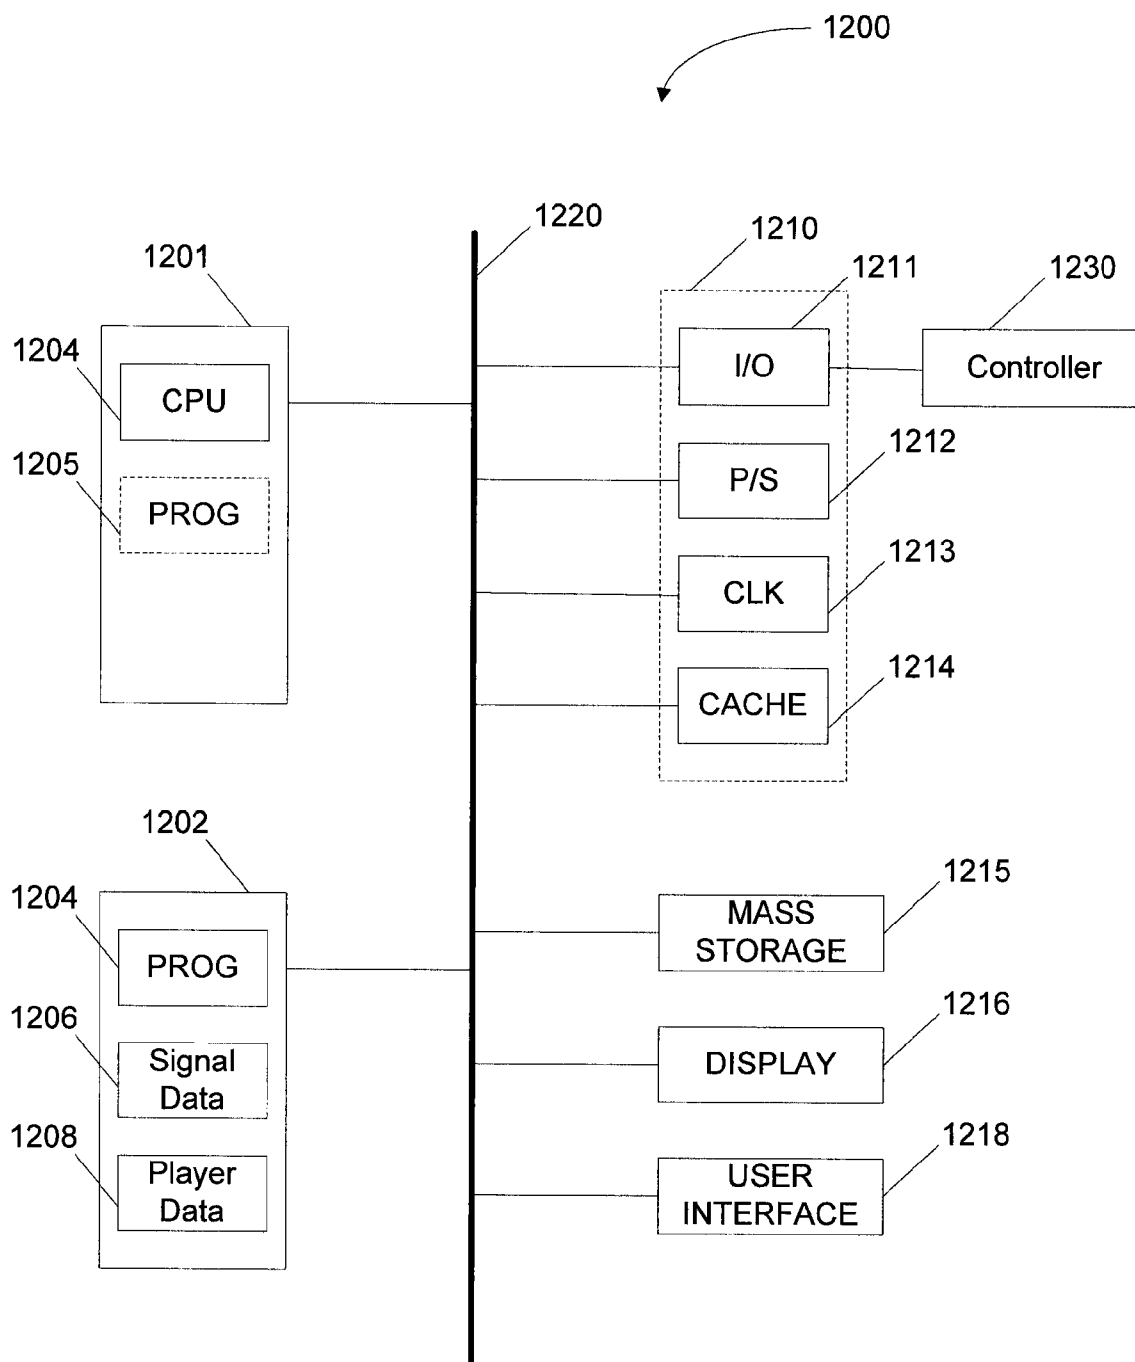 1200
1220
1210
1211
1230
1201
1204
CPU
I/O
Controller
1205
PROG
P/S
1212
CLK
1213
CACHE
1214
1202
1204
PROG
MASS
STORAGE
1215
1206
Signal
Data
DISPLAY
1216
1208
Player
Data
USER
INTERFACE
1218